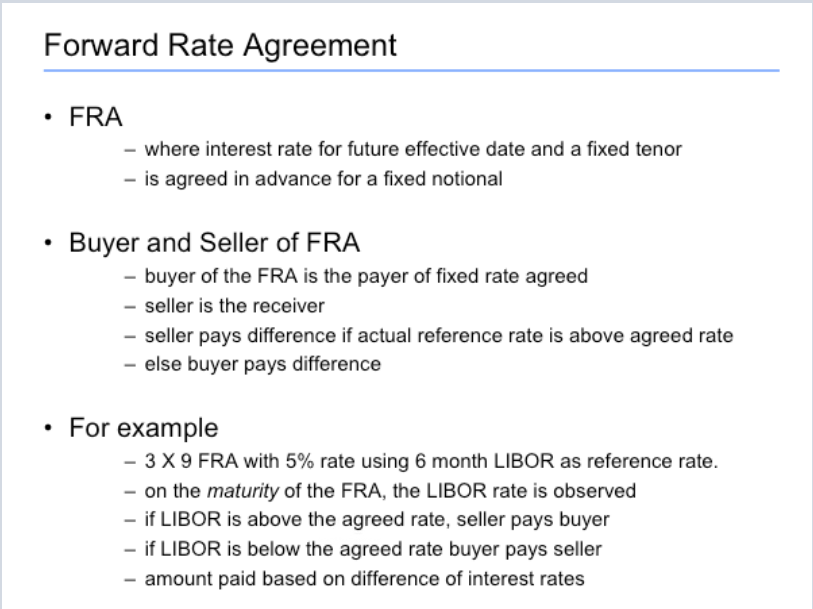 Forward Rate Agreement
• FRA
– where interest rate for future effective date and a fixed tenor
– is agreed in advance for a fixed notional
• Buyer and Seller of FRA
– buyer of the FRA is the payer of fixed rate agreed
– seller is the receiver
– seller pays difference if actual reference rate is above agreed rate
– else buyer pays difference
• For example
– 3 X 9 FRA with 5% rate using 6 month LIBOR as reference rate.
– on the maturity of the FRA, the LIBOR rate is observed
– if LIBOR is above the agreed rate, seller pays buyer
– if LIBOR is below the agreed rate buyer pays seller
– amount paid based on difference of interest rates